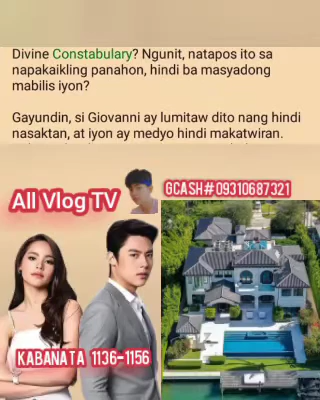 Divine Constabulary? Ngunit, natapos ito sa
napakaikling panahon, hindi ba masyadong
mabilis iyon?
Gayundin, si Giovanni ay lumitaw dito nang hindi
nasaktan, at iyon ay medyo hindi makatwiran.
All Vlog TV
GCASH#09310687321
KABANATA 1136-1156